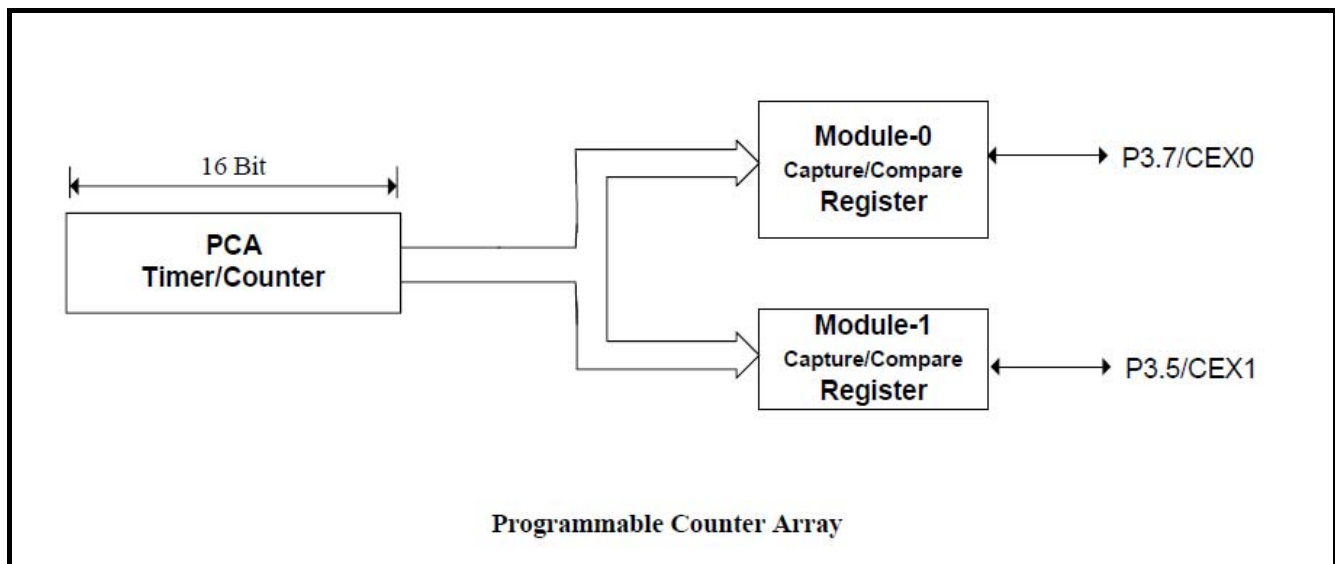 16 Bit
PCA
Timer/Counter
Module-0
Capture/Compare
Register
P3.7/CEX0
Module-1
Capture/Compare
Register
P3.5/CEX1
Programmable Counter Array